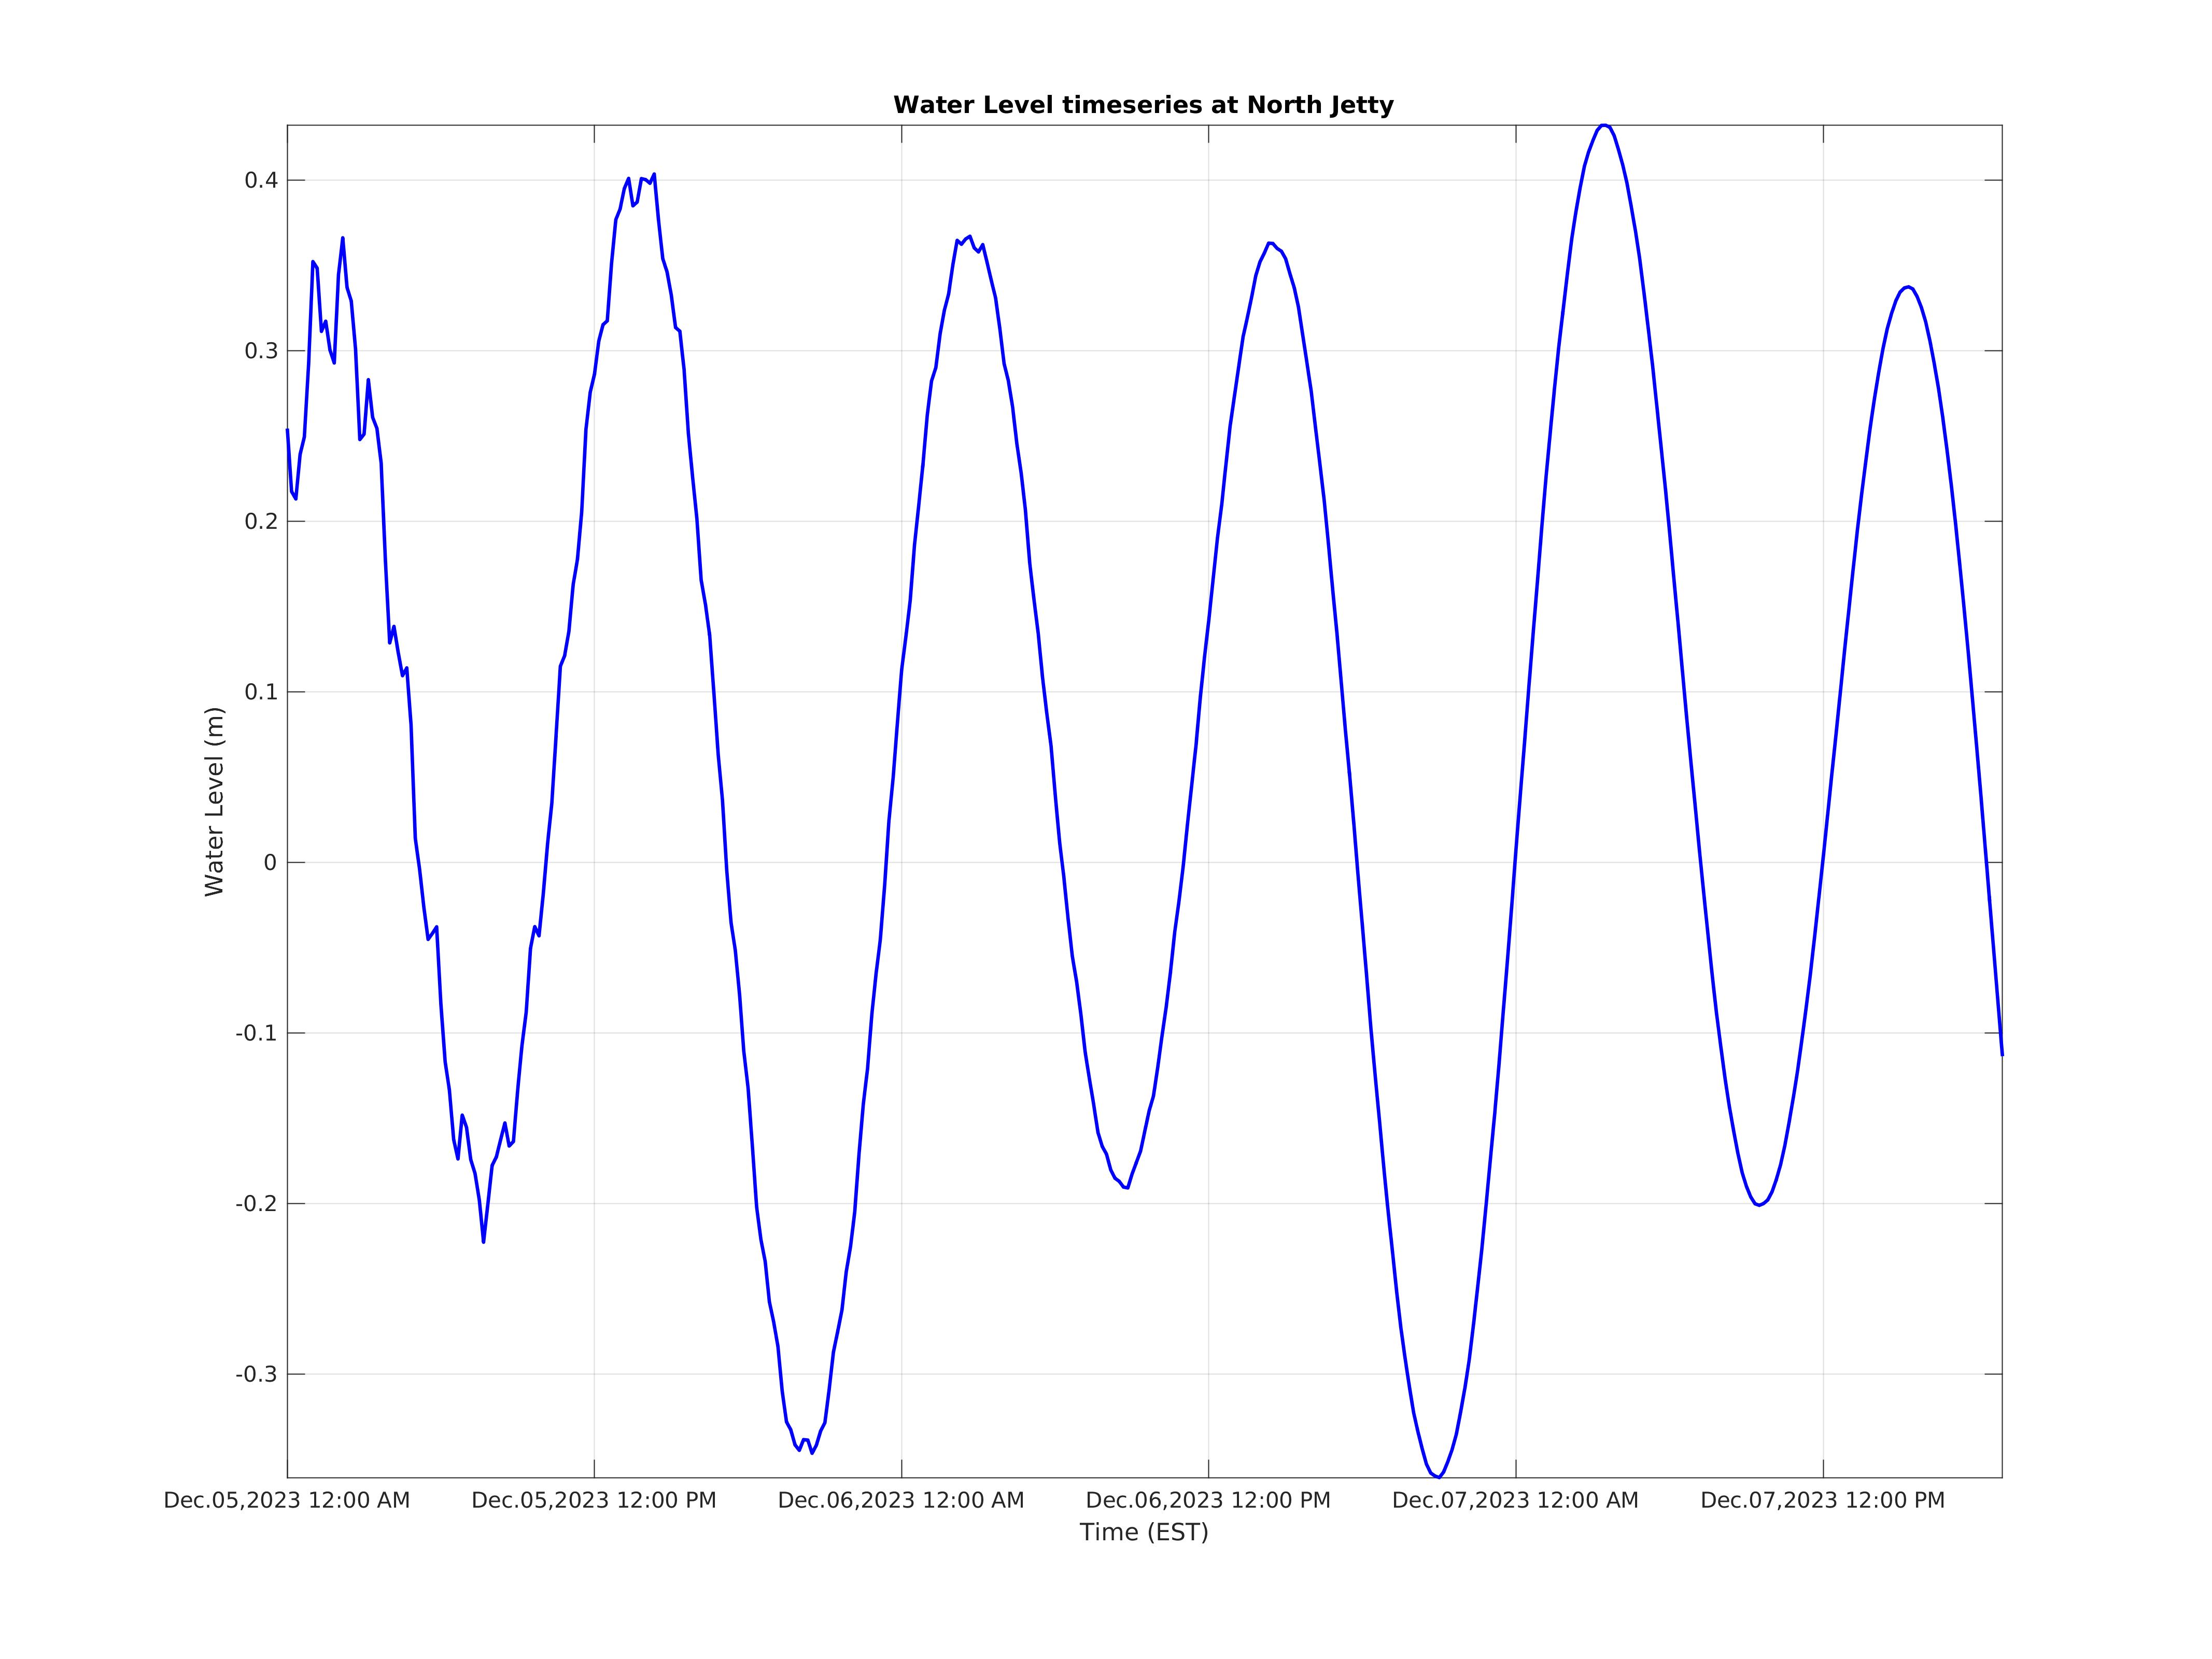 Water Level timeseries at North Jetty
0.4
0.3
0.2
0.1
0
-0.1
-0.2
-0.3
Water Level (m)
Dec.05,2023 12:00 AM Dec.05,2023 12:00 PM Dec.06,2023 12:00 AM Dec.06,2023 12:00 PM Dec.07,2023 12:00 AM Dec.07,2023 12:00 PM
Time (EST)